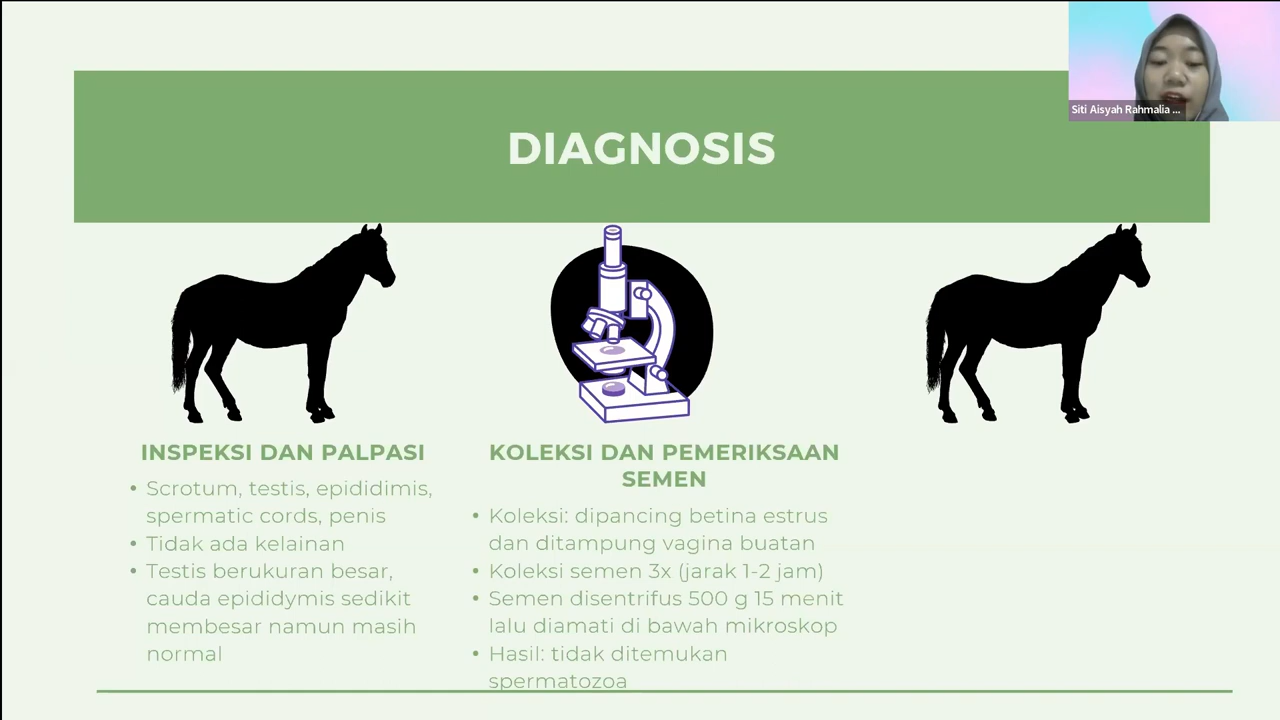 Siti Aisyah Rahmalia ...
DIAGNOSIS
INSPEKSI DAN PALPASI
• Scrotum, testis, epididimis,
spermatic cords, penis
• Tidak ada kelainan
• Testis berukuran besar,
cauda epididymis sedikit
membesar namun masih
normal
KOLEKSI DAN PEMERIKSAAN
SEMEN
• Koleksi: dipancing betina estrus
dan ditampung vagina buatan
• Koleksi semen 3x (jarak 1-2 jam)
• Semen disentrifus 500 g 15 menit
lalu diamati di bawah mikroskop
• Hasil: tidak ditemukan
spermatozoa